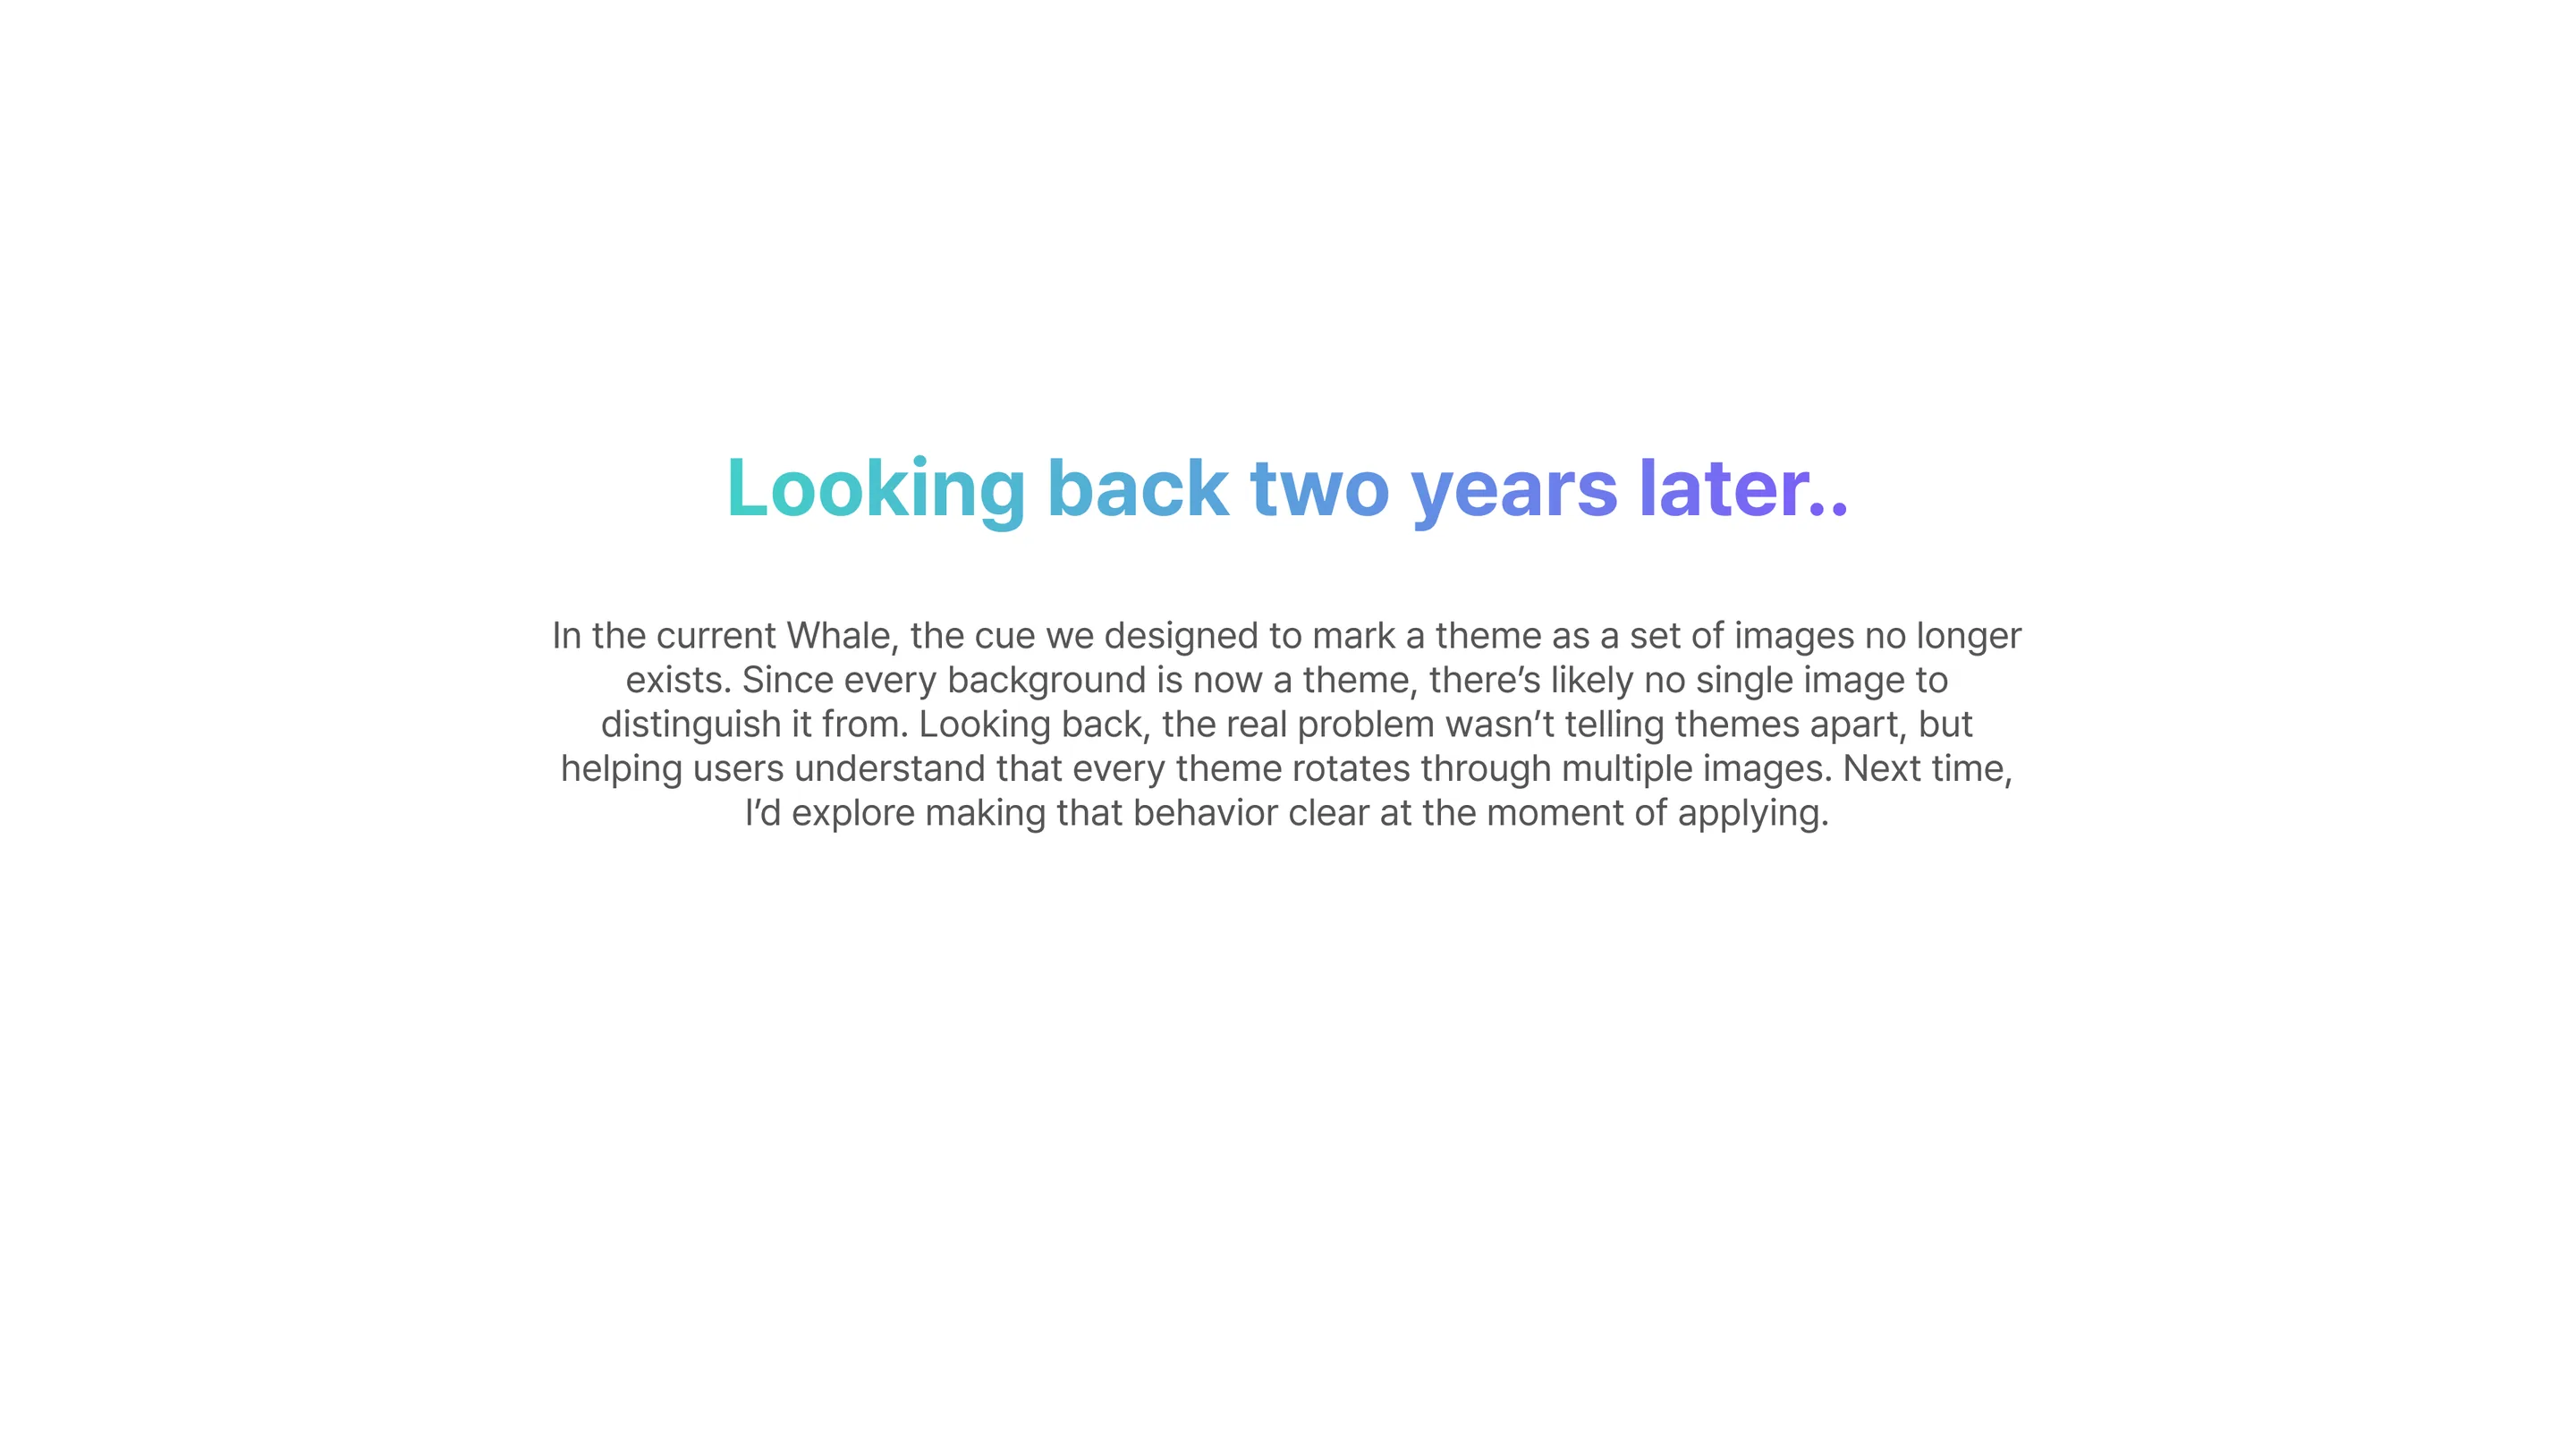 Looking back two years later..
In the current Whale, the cue we designed to mark a theme as a set of images no longer
exists. Since every background is now a theme, there’s likely no single image to
distinguish it from. Looking back, the real problem wasn’t telling themes apart, but
helping users understand that every theme rotates through multiple images. Next time,
I’d explore making that behavior clear at the moment of applying.